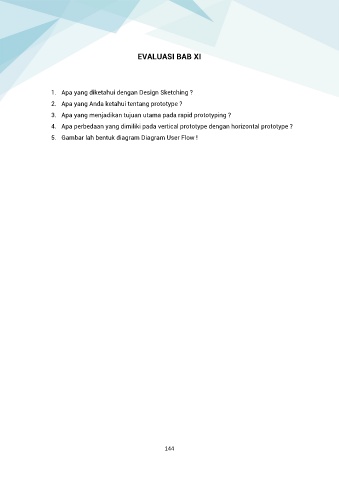 EVALUASI BAB XI
1. Apa yang diketahui dengan Design Sketching ?
2. Apa yang Anda ketahui tentang prototype ?
3. Apa yang menjadikan tujuan utama pada rapid prototyping ?
4. Apa perbedaan yang dimiliki pada vertical prototype dengan horizontal prototype ?
5. Gambar lah bentuk diagram Diagram User Flow !
144